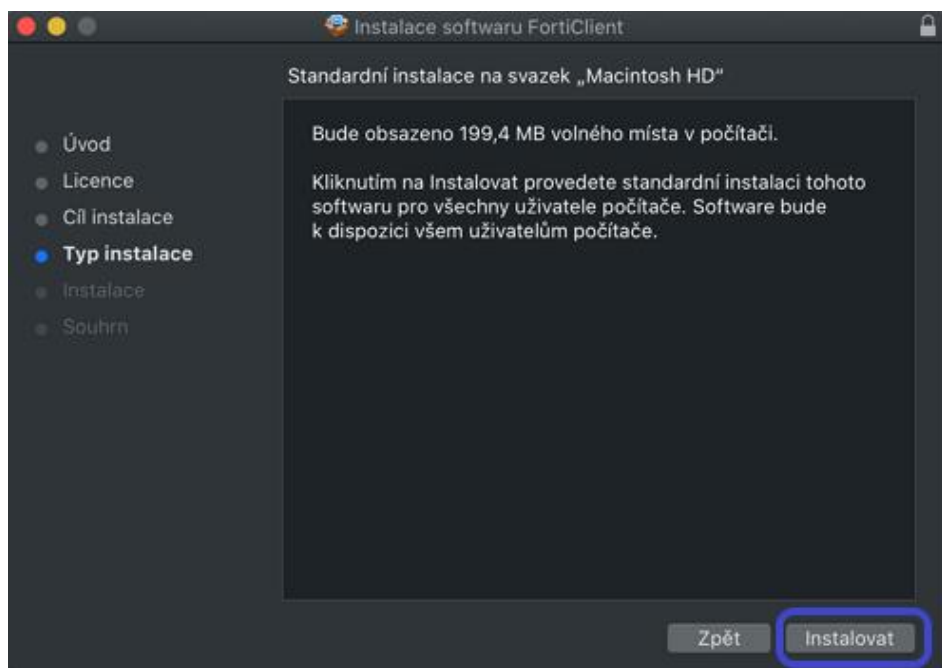 Instalace softwaru FortiClient
Standardní instalace na svazek „Macintosh HD“
Úvod
Licence
Cíl instalace
Typ instalace
Instalace
Souhrn
Bude obsazeno 199,4 MB volného místa v počítači.
Kliknutím na Instalovat provedete standardní instalaci tohoto
softwaru pro všechny uživatele počítače. Software bude
k dispozici všem uživatelům počítače.
Zpět
Instalovat